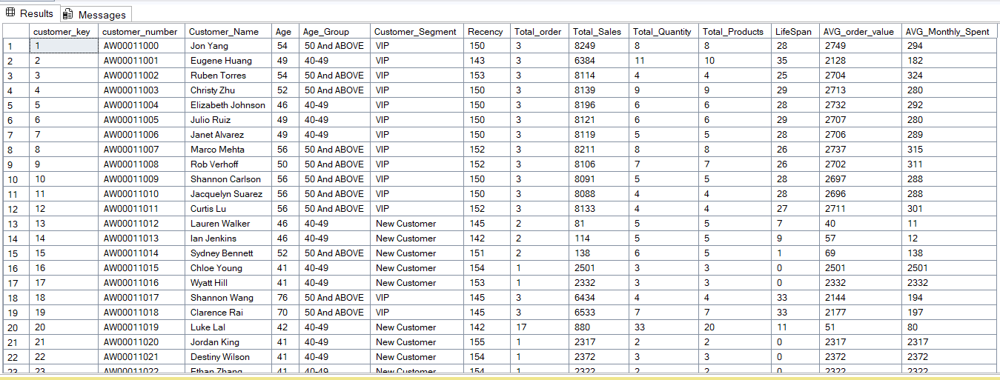 Results Messages
customer_key customer_number Customer_Name Age Age_Group Customer_Segment Recency Total_order Total_Sales Total_Quantity Total_Products LifeSpan AVG_order_value AVG_Monthly_Spent
1 1 AW00011000 Jon Yang 54 50 And ABOVE VIP 150 3 8249 8 8 28 2749 294
2 2 AW00011001 Eugene Huang 49 40-49 VIP 143 3 6384 11 10 35 2128 182
3 3 AW00011002 Ruben Torres 54 50 And ABOVE VIP 153 3 8114 4 4 25 2704 324
4 4 AW00011003 Christy Zhu 52 50 And ABOVE VIP 150 3 8139 9 9 29 2713 280
5 5 AW00011004 Elizabeth Johnson 46 40-49 VIP 150 3 8196 6 6 28 2732 292
6 6 AW00011005 Julio Ruiz 49 40-49 VIP 150 3 8121 6 6 29 2707 280
7 7 AW00011006 Janet Alvarez 49 40-49 VIP 150 3 8119 5 5 28 2706 289
8 8 AW00011007 Marco Mehta 56 50 And ABOVE VIP 152 3 8211 8 8 26 2737 315
9 9 AW00011008 Rob Verhoff 50 50 And ABOVE VIP 152 3 8106 7 7 26 2702 311
10 10 AW00011009 Shannon Carlson 56 50 And ABOVE VIP 150 3 8091 5 5 28 2697 288
11 11 AW00011010 Jacquelyn Suarez 56 50 And ABOVE VIP 150 3 8088 4 4 28 2696 288
12 12 AW00011011 Curtis Lu 56 50 And ABOVE VIP 152 3 8133 4 4 27 2711 301
13 13 AW00011012 Lauren Walker 46 40-49 New Customer 145 2 81 5 5 7 40 11
14 14 AW00011013 Ian Jenkins 46 40-49 New Customer 142 2 114 5 5 9 57 12
15 15 AW00011014 Sydney Bennett 52 50 And ABOVE New Customer 151 2 138 6 5 1 69 138
16 16 AW00011015 Chloe Young 41 40-49 New Customer 154 1 2501 3 3 0 2501 2501
17 17 AW00011016 Wyatt Hill 41 40-49 New Customer 153 1 2332 3 3 0 2332 2332
18 18 AW00011017 Shannon Wang 76 50 And ABOVE VIP 145 3 6434 4 4 33 2144 194
19 19 AW00011018 Clarence Rai 70 50 And ABOVE VIP 145 3 6533 7 7 33 2177 197
20 20 AW00011019 Luke Lal 42 40-49 New Customer 142 17 880 33 20 11 51 80
21 21 AW00011020 Jordan King 41 40-49 New Customer 155 1 2317 2 2 0 2317 2317
22 22 AW00011021 Destiny Wilson 41 40-49 New Customer 154 1 2372 3 3 0 2372 2372
23 23 AW00011022 Ethan Zhang 41 40-49 New Customer 154 1 2322 2 2 0 2322 2322